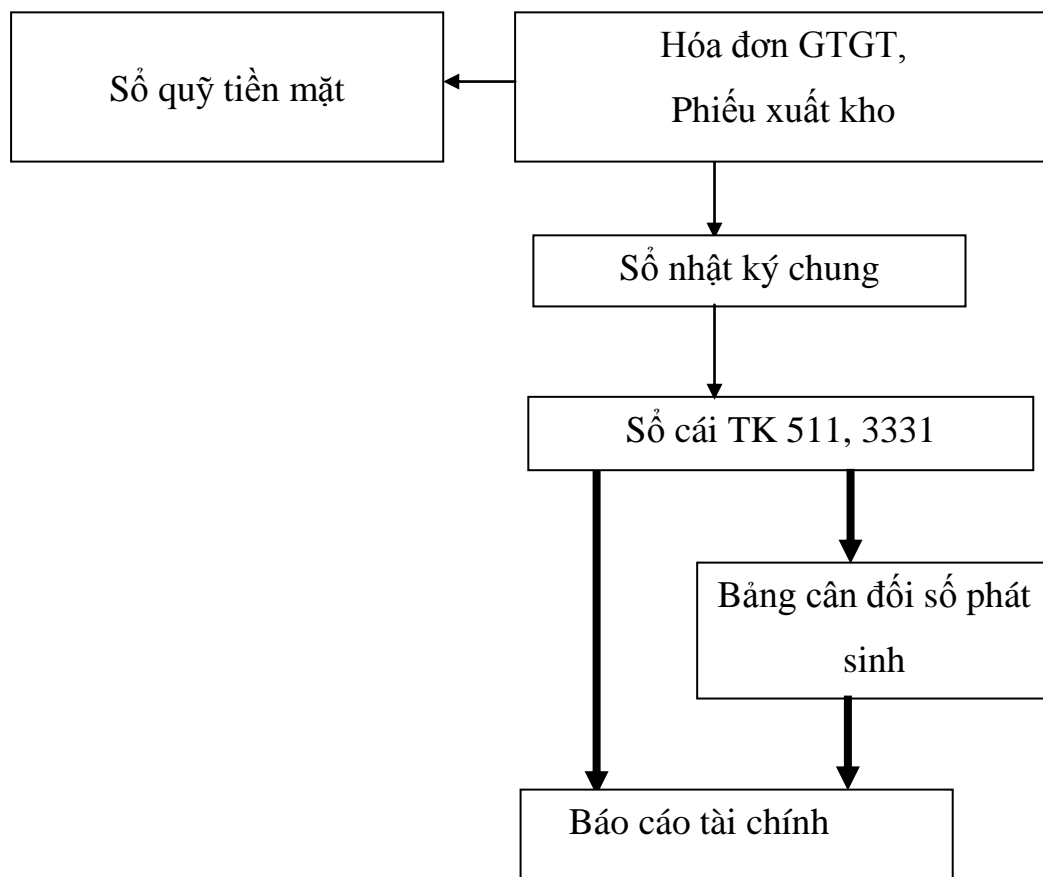 Sổ quỹ tiền mặt
Hóa đơn GTGT,
Phiếu xuất kho
Sổ nhật ký chung
Sổ cái TK 511, 3331
Bảng cân đối số phát
sinh
Báo cáo tài chính